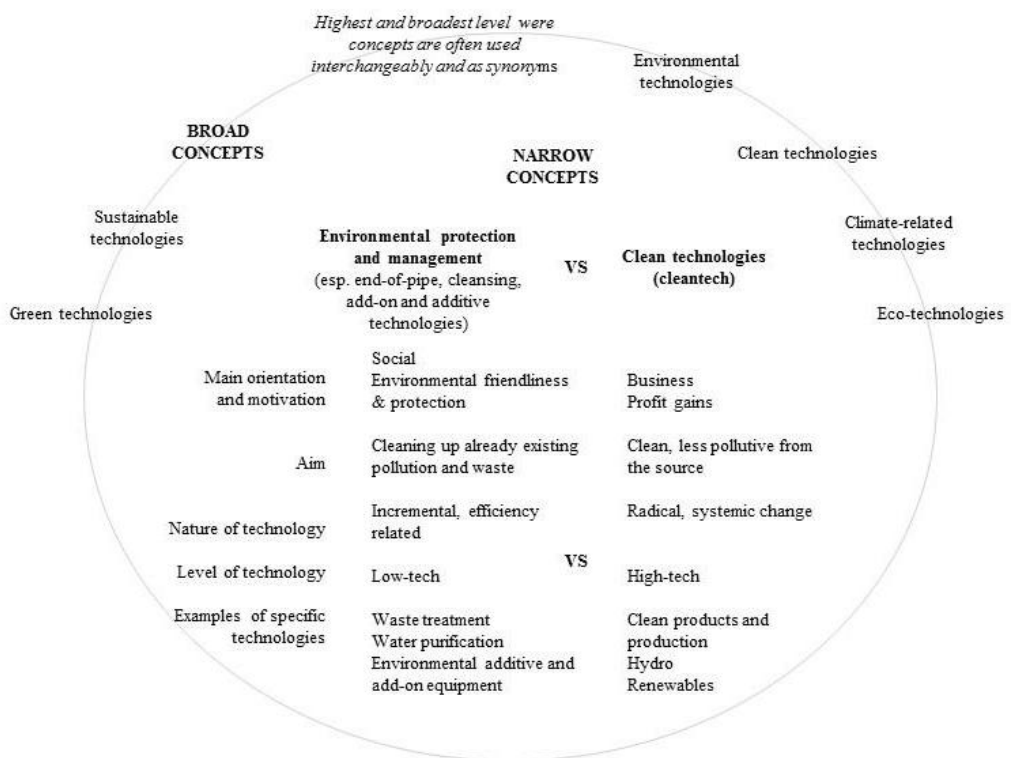 Highest and broadest level were
concepts are often used
interchangeably and as synonyms
Environmental
technologies
BROAD
CONCEPTS
NARROW
CONCEPTS
Clean technologies
Sustainable
technologies
Climate-related
technologies
Environmental protection
and management
(esp. end-of-pipe, cleansing,
add-on and additive
technologies)
VS
Clean technologies
(cleantech)
Green technologies
Eco-technologies
Main orientation
and motivation
Social
Environmental friendliness
& protection
Business
Profit gains
Aim
Cleaning up already existing
pollution and waste
Clean, less pollutive from
the source
Nature of technology
Incremental, efficiency
related
Radical, systemic change
VS
Level of technology
Low-tech
High-tech
Examples of specific
technologies
Waste treatment
Water purification
Environmental additive and
add-on equipment
Clean products and
production
Hydro
Renewables